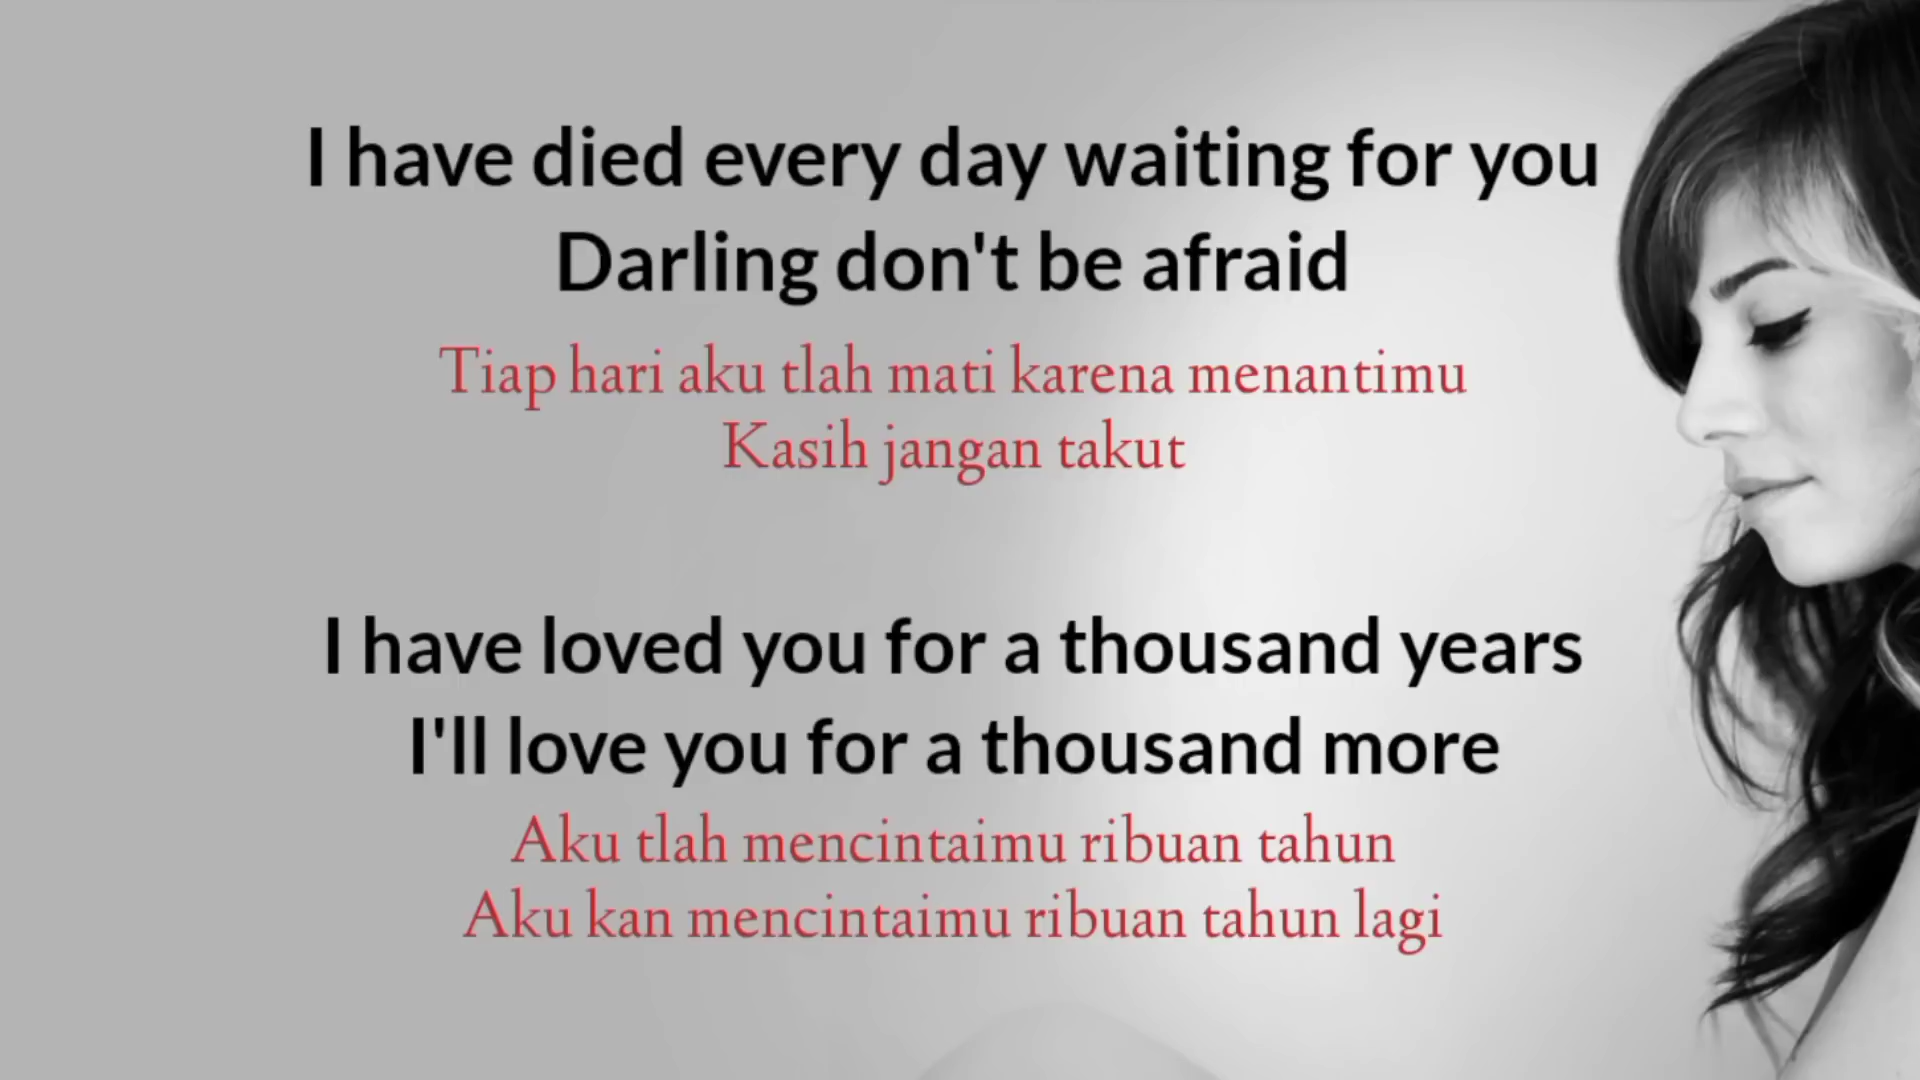 I have died every day waiting for you
Darling don't be afraid
Tiap hari aku tlah mati karena menantimu
Kasih jangan takut
I have loved you for a thousand years
I'll love you for a thousand more
Aku tlah mencintaimu ribuan tahun
Aku kan mencintaimu ribuan tahun lagi